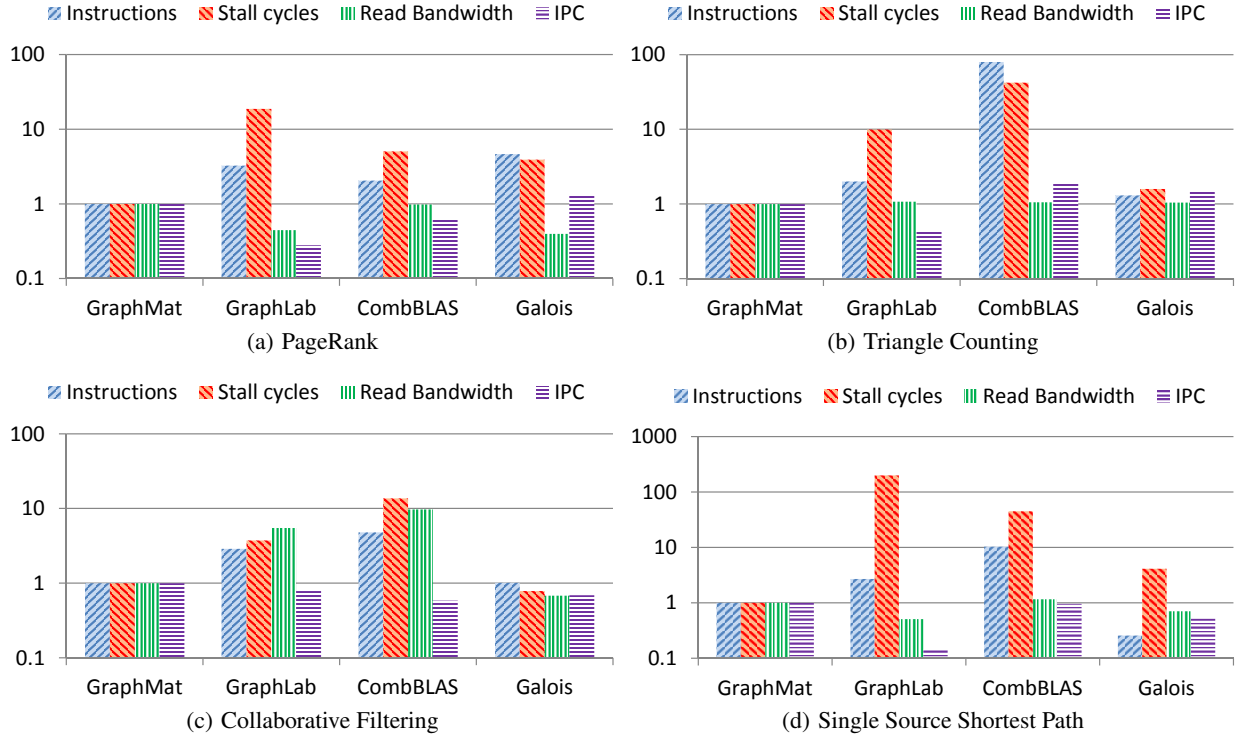 Instructions Stall cycles Read Bandwidth IPC
100
10
1
0.1
GraphMat GraphLab CombBLAS Galois
(a) PageRank
Instructions Stall cycles Read Bandwidth IPC
100
10
1
0.1
GraphMat GraphLab CombBLAS Galois
(b) Triangle Counting
Instructions Stall cycles Read Bandwidth IPC
100
10
1
0.1
GraphMat GraphLab CombBLAS Galois
(c) Collaborative Filtering
Instructions Stall cycles Read Bandwidth IPC
1000
100
10
1
0.1
GraphMat GraphLab CombBLAS Galois
(d) Single Source Shortest Path